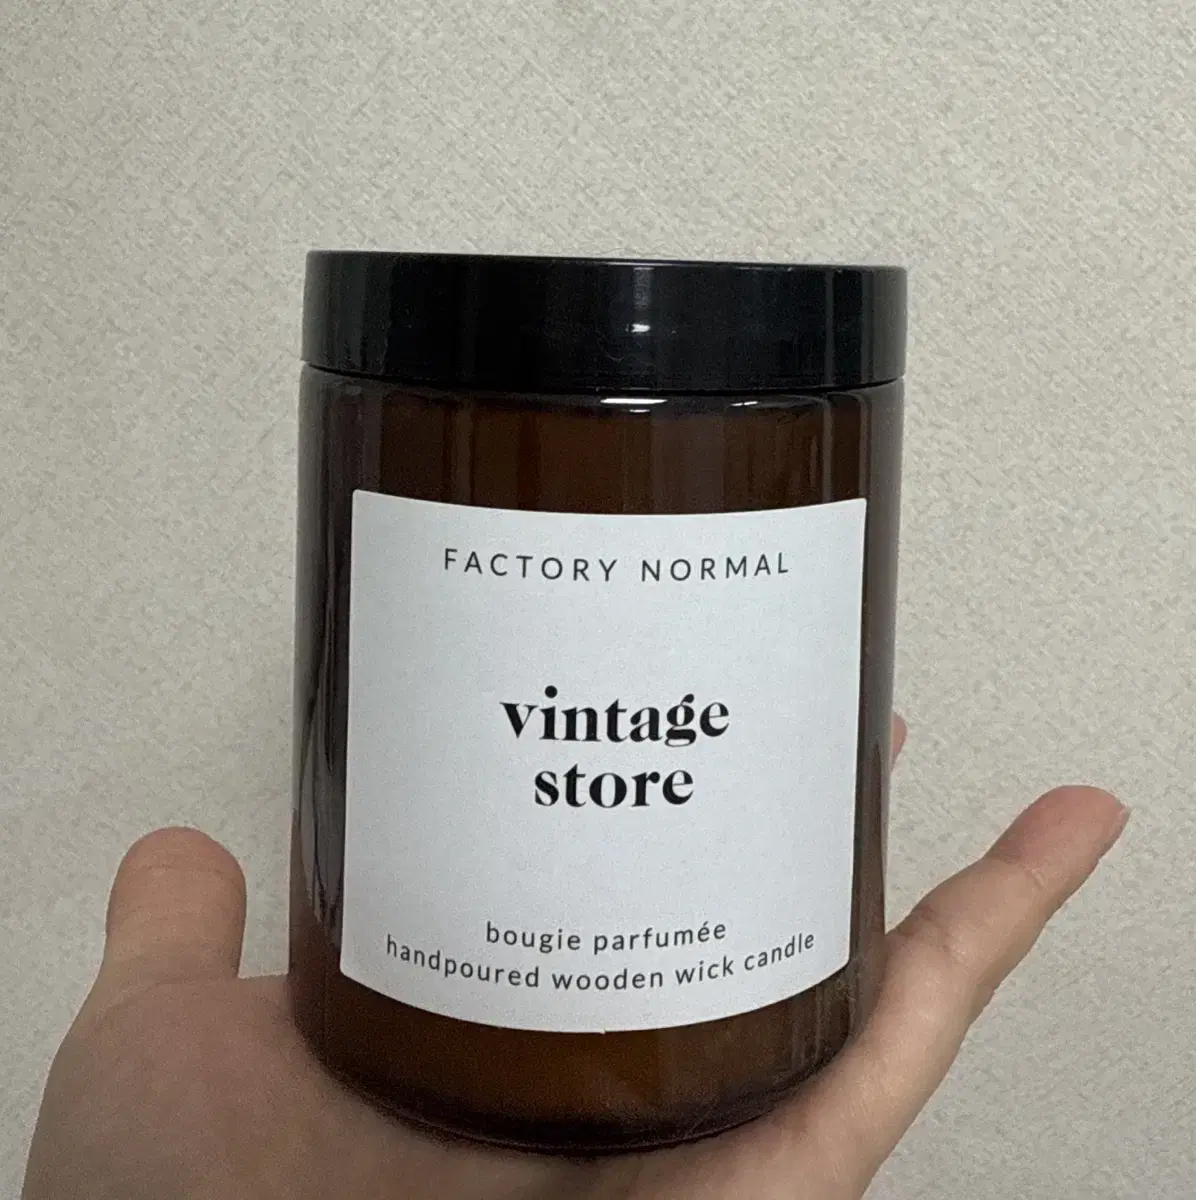 FACTORY NORMAL
vintage
store
bougie parfumée
handpoured wooden wick candle